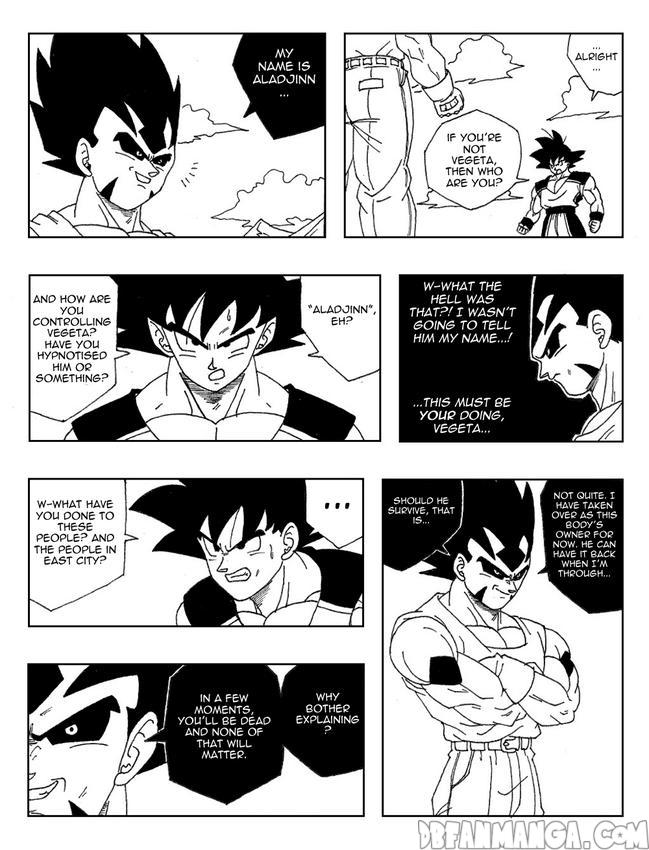 ...
ALRIGHT
...
IF YOU'RE
NOT
VEGETA,
THEN WHO
ARE YOU?
MY
NAME IS
ALADJINN
...
W-WHAT THE
HELL WAS
THAT?! I WASN'T
GOING TO TELL
HIM MY NAME...!
...THIS MUST BE
YOUR DOING,
VEGETA...
"ALADJINN",
EH?
AND HOW ARE
YOU
CONTROLLING
VEGETA?
HAVE YOU
HYPNOTISED
HIM OR
SOMETHING?
NOT QUITE. I
HAVE TAKEN
OVER AS THIS
BODY'S
OWNER FOR
NOW. HE CAN
HAVE IT BACK
WHEN I'M
THROUGH...
SHOULD HE
SURVIVE, THAT
IS...
...
W-WHAT HAVE
YOU DONE TO
THESE
PEOPLE? AND
THE PEOPLE IN
EAST CITY?
WHY
BOTHER
EXPLAINING
?
IN A FEW
MOMENTS,
YOU'LL BE DEAD
AND NONE OF
THAT WILL
MATTER.
DBFANMANGA.COM